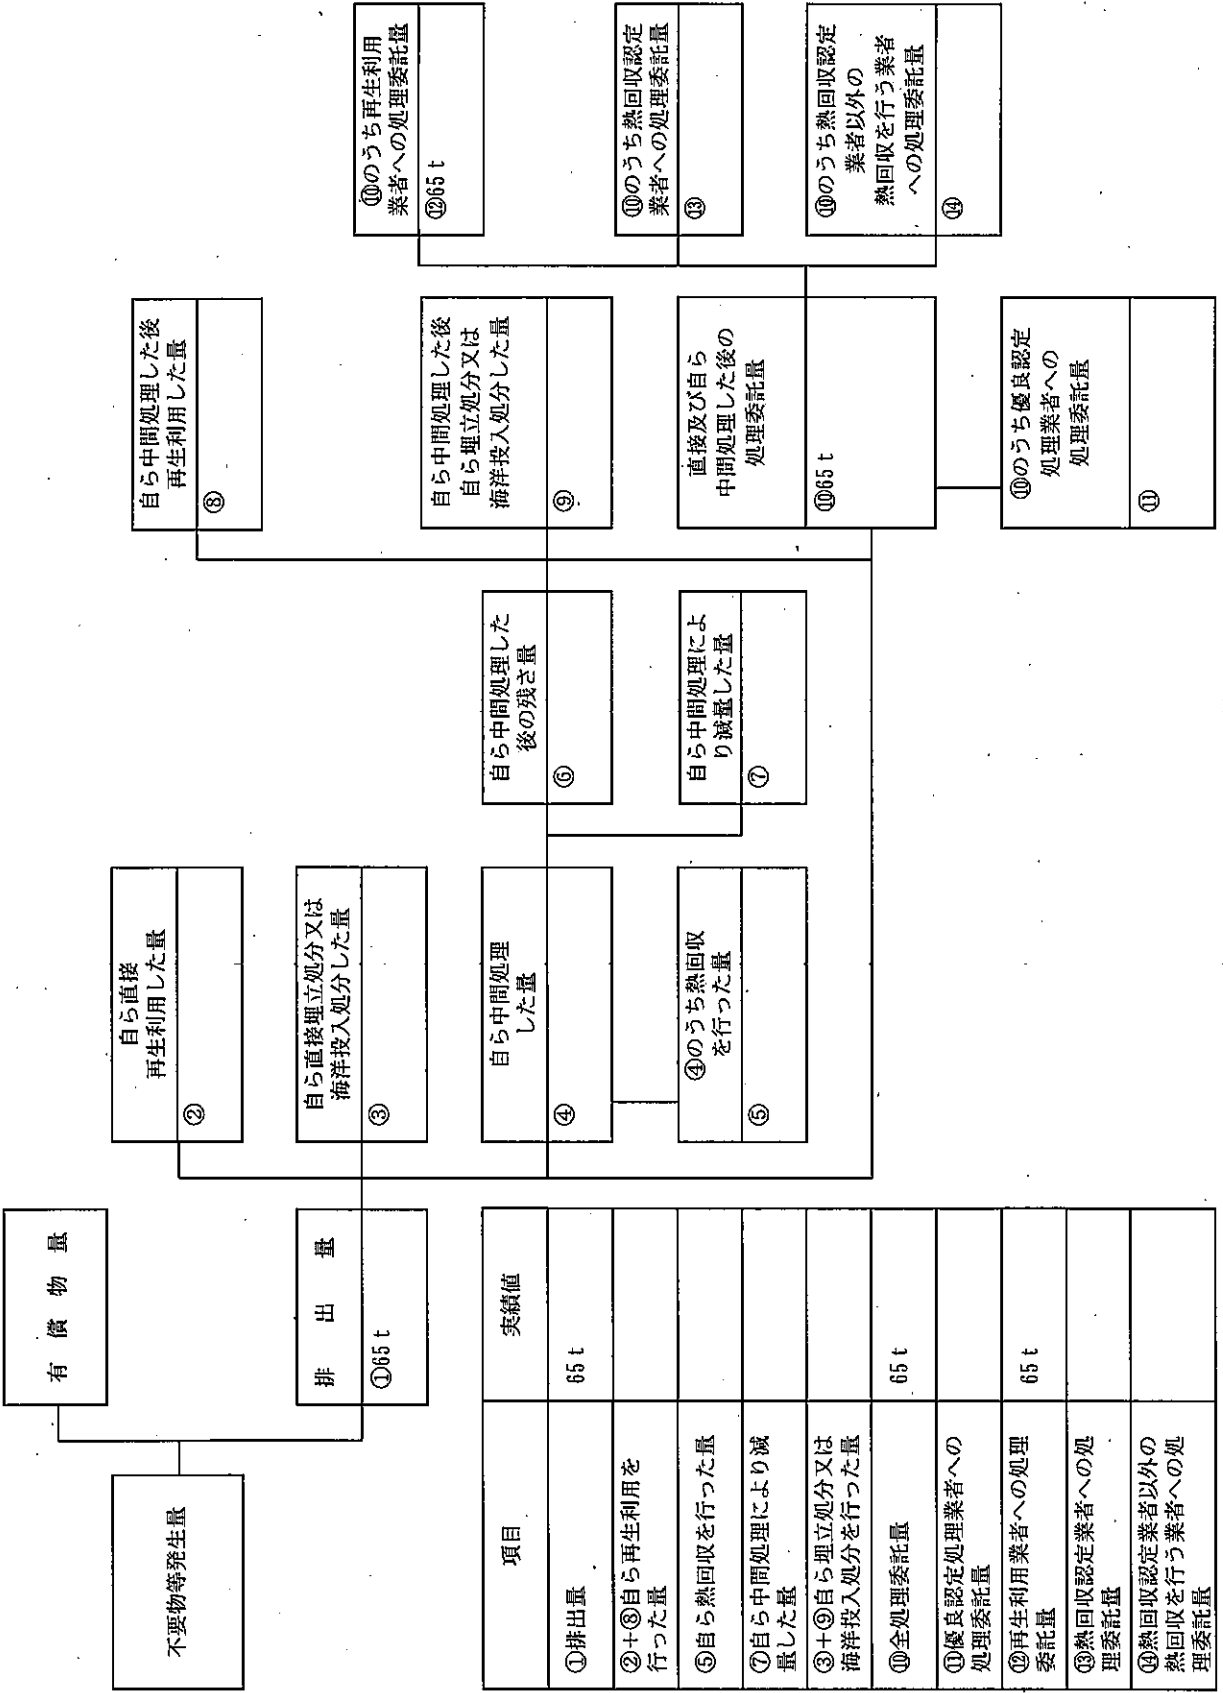 不要物等発生量
有償物量
排出量
①65t
自ら直接
再生利用した量
②
自ら直接埋立処分又は
海洋投入処分した量
③
自ら中間処理
した量
④
④のうち熱回収
を行った量
⑤
自ら中間処理した
後の残さ量
⑥
自ら中間処理によ
り減量した量
⑦
自ら中間処理した後
再生利用した量
⑧
自ら中間処理した後
自ら埋立処分又は
海洋投入処分した量
⑨
直接及び自ら
中間処理した後の
処理委託量
⑩65t
⑩のうち優良認定
処理業者への
処理委託量
⑪
⑩のうち再生利用
業者への処理委託量
⑫65t
⑩のうち熱回収認定
業者への処理委託量
⑬
⑩のうち熱回収認定
業者以外の
熱回収を行う業者
への処理委託量
⑭
項目 実績値
①排出量 65t
②+⑧自ら再生利用を
行った量
⑤自ら熱回収を行った量
⑦自ら中間処理により減
量した量
③+⑨自ら埋立処分又は
海洋投入処分を行った量
⑩全処理委託量 65t
⑪優良認定処理業者への
処理委託量
⑫再生利用業者への処理
委託量 65t
⑬熱回収認定業者への処
理委託量
⑭熱回収認定業者以外の
熱回収を行う業者への処
理委託量